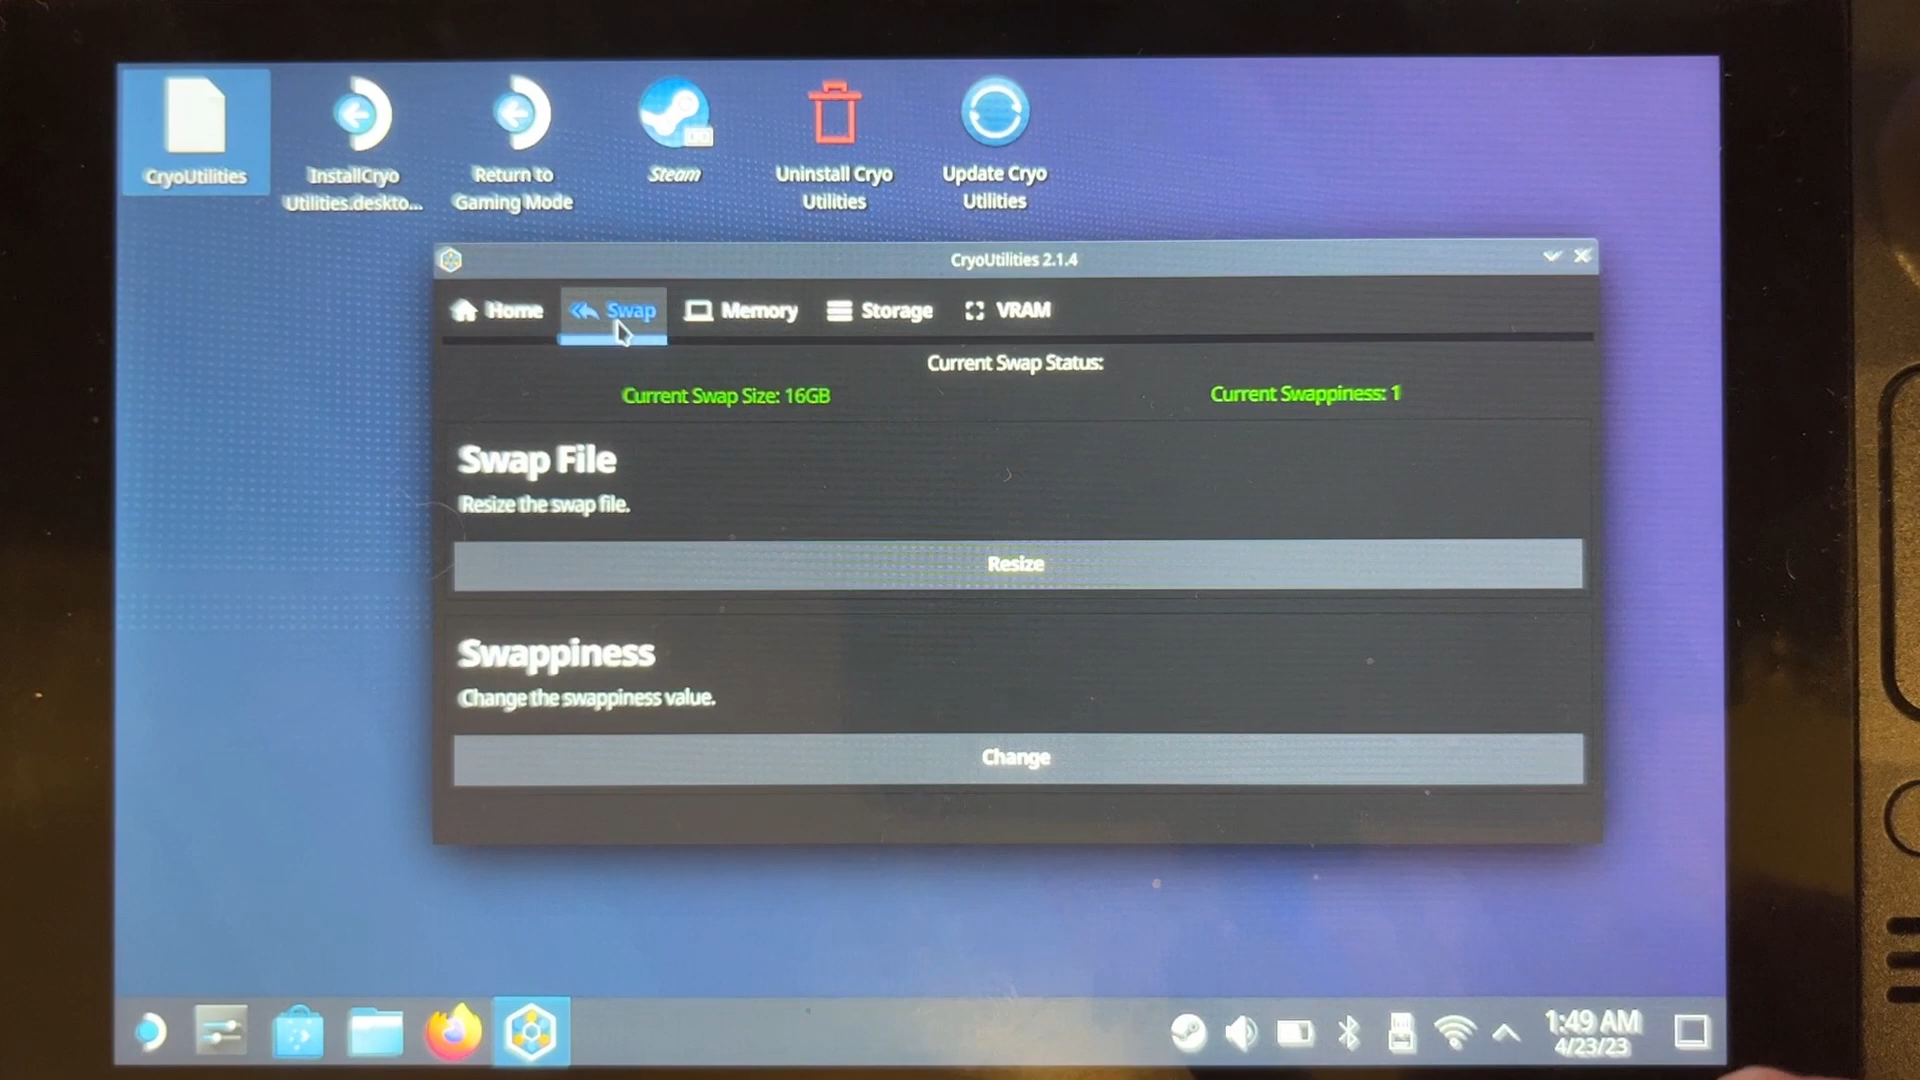 CryoUtilities
InstallCryo
Utilities.deskto...
Return to
Gaming Mode
Steam
Uninstall Cryo
Utilities
Update Cryo
Utilities
CryoUtilities 2.1.4
Home
Swap
Memory
Storage
VRAM
Current Swap Status:
Current Swap Size: 16GB
Current Swappiness: 1
Swap File
Resize the swap file.
Resize
Swappiness
Change the swappiness value.
Change
1:49 AM
4/23/23